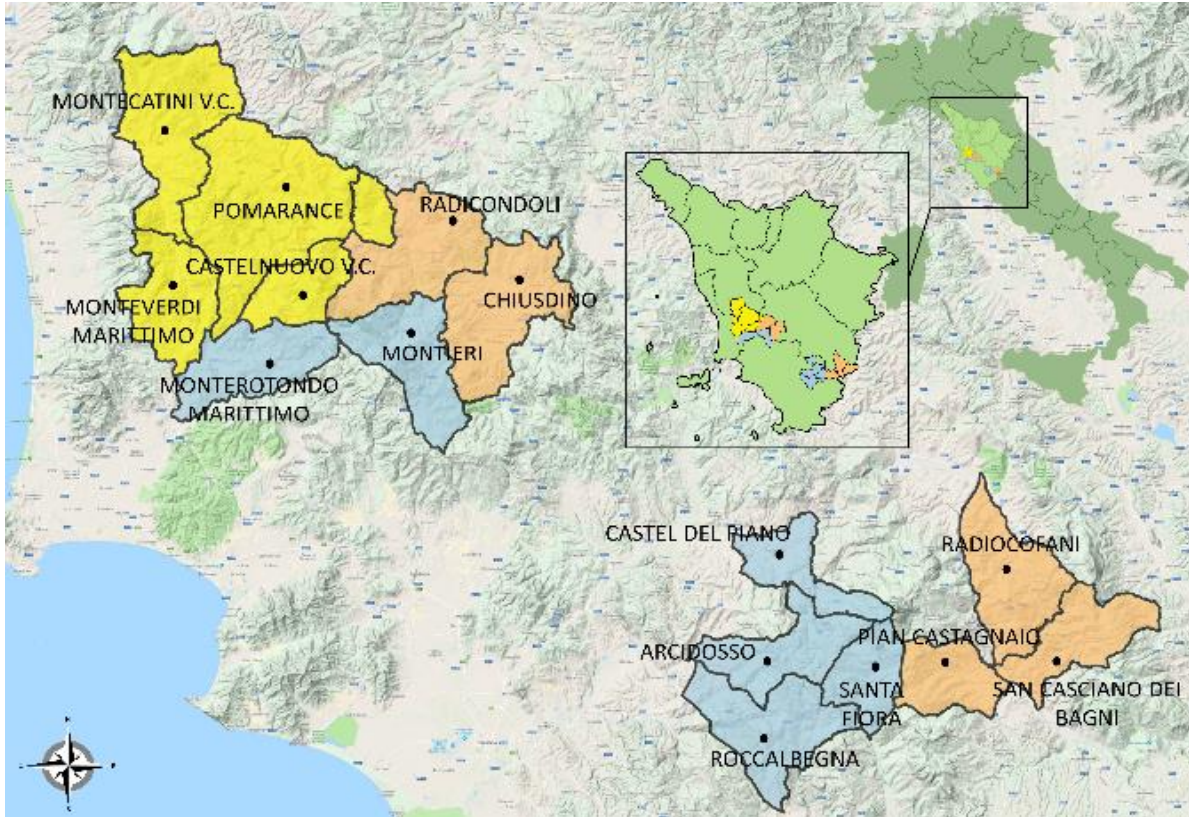 MONTECATINI V.C.
POMARANCE
RADICONDOLI
CASTELNUOVO V.C.
CHIUSDINO
MONTEVERDI
MARITTIMO
MONTIERI
MONTEROTONDO
MARITTIMO
CASTEL DEL PIANO
RADIOCOFANI
ARCIDOSSO
PIAN CASTAGNAIO
SANTA
FIORA
SAN CASCIANO DEI
BAGNI
ROCCALBEGNA